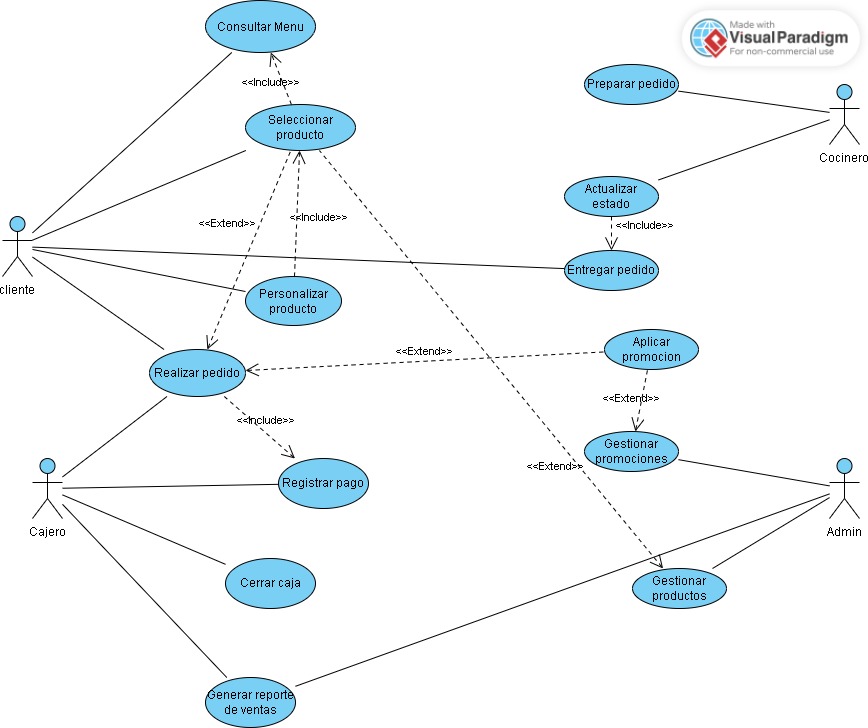 Consultar Menu
Made with
VisualParadigm
For non-commercial use
<<Include>>
Preparar pedido
Seleccionar
producto
Cocinero
Actualizar
estado
<<Extend>>
<<Include>>
<<Include>>
cliente
Entregar pedido
Personalizar
producto
Aplicar
promocion
<<Extend>>
Realizar pedido
<<Extend>>
<<Include>>
Gestionar
promociones
<<Extend>>
Registrar pago
Cajero
Admin
Cerrar caja
Gestionar
productos
Generar reporte
de ventas